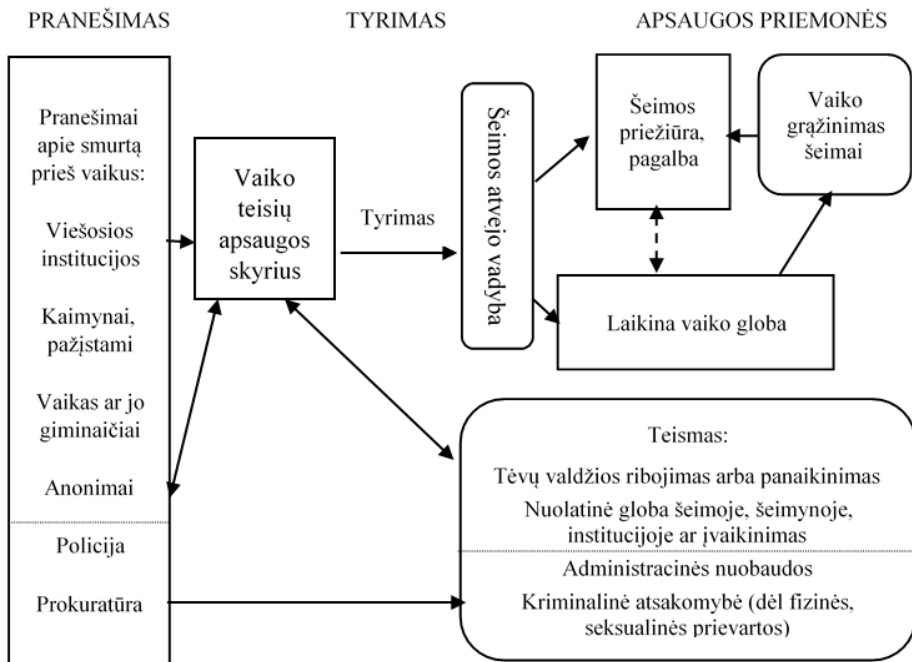 PRANEŠIMAS
TYRIMAS
APSAUGOS PRIEMONĖS
Pranešimai
apie smurtą
prieš vaikus:
Viešosios
institucijos
Kaimynai,
pažįstami
Vaikas ar jo
giminaičiai
Anonimai
Policija
Prokuratūra
Vaiko
teisių
apsaugos
skyrius
Tyrimas
Šeimos atvejo vadyba
Šeimos
priežiūra,
pagalba
Vaiko
grąžinimas
šeimai
Laikina vaiko globa
Teismas:
Tėvų valdžios ribojimas arba panaikinimas
Nuolatinė globa šeimoje, šeimynoje,
institucijoje ar įvaikinimas
Administracinės nuobaudos
Kriminalinė atsakomybė (dėl fizinės,
seksualinės prievartos)